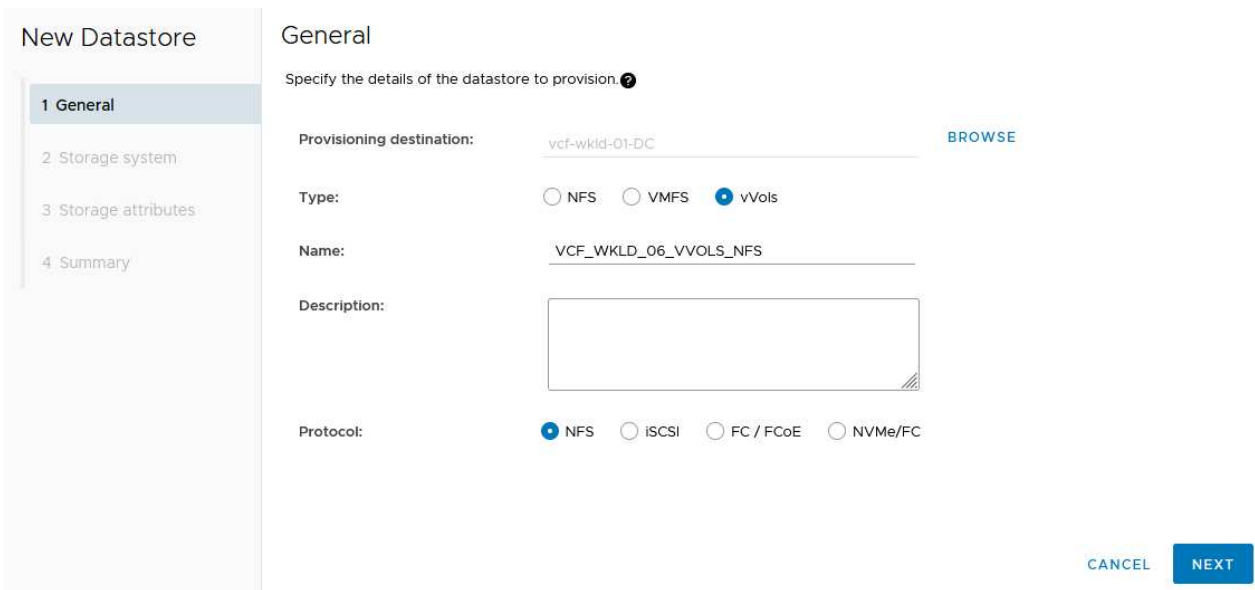 New Datastore
1 General
2 Storage system
3 Storage attributes
4 Summary
General
Specify the details of the datastore to provision.?
Provisioning destination: vcf-wkld-01-DC BROWSE
Type: NFS VMFS vVols
Name: VCF_WKLD_06_VVOLS_NFS
Description:
Protocol: NFS iSCSI FC / FCoE NVMe/FC
CANCEL NEXT